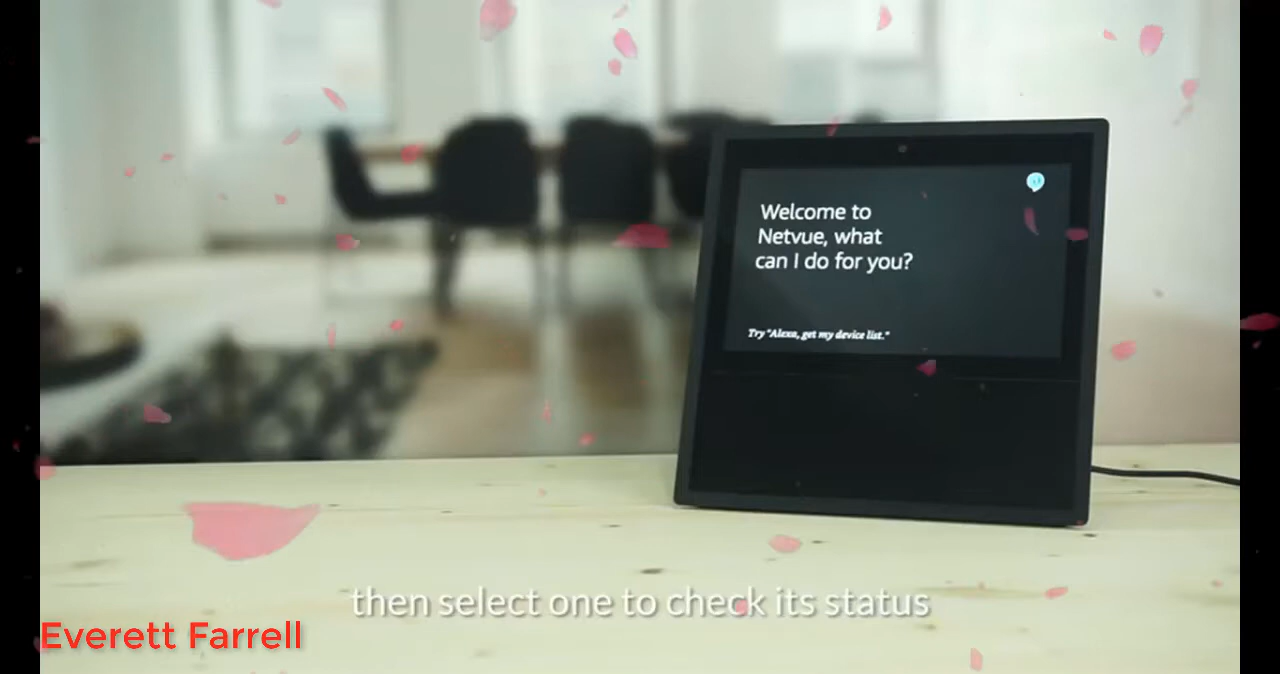 Welcome to
Netvue, what
can I do for you?
Try "Alexa, get my device list."
then select one to check its status
Everett Farrell